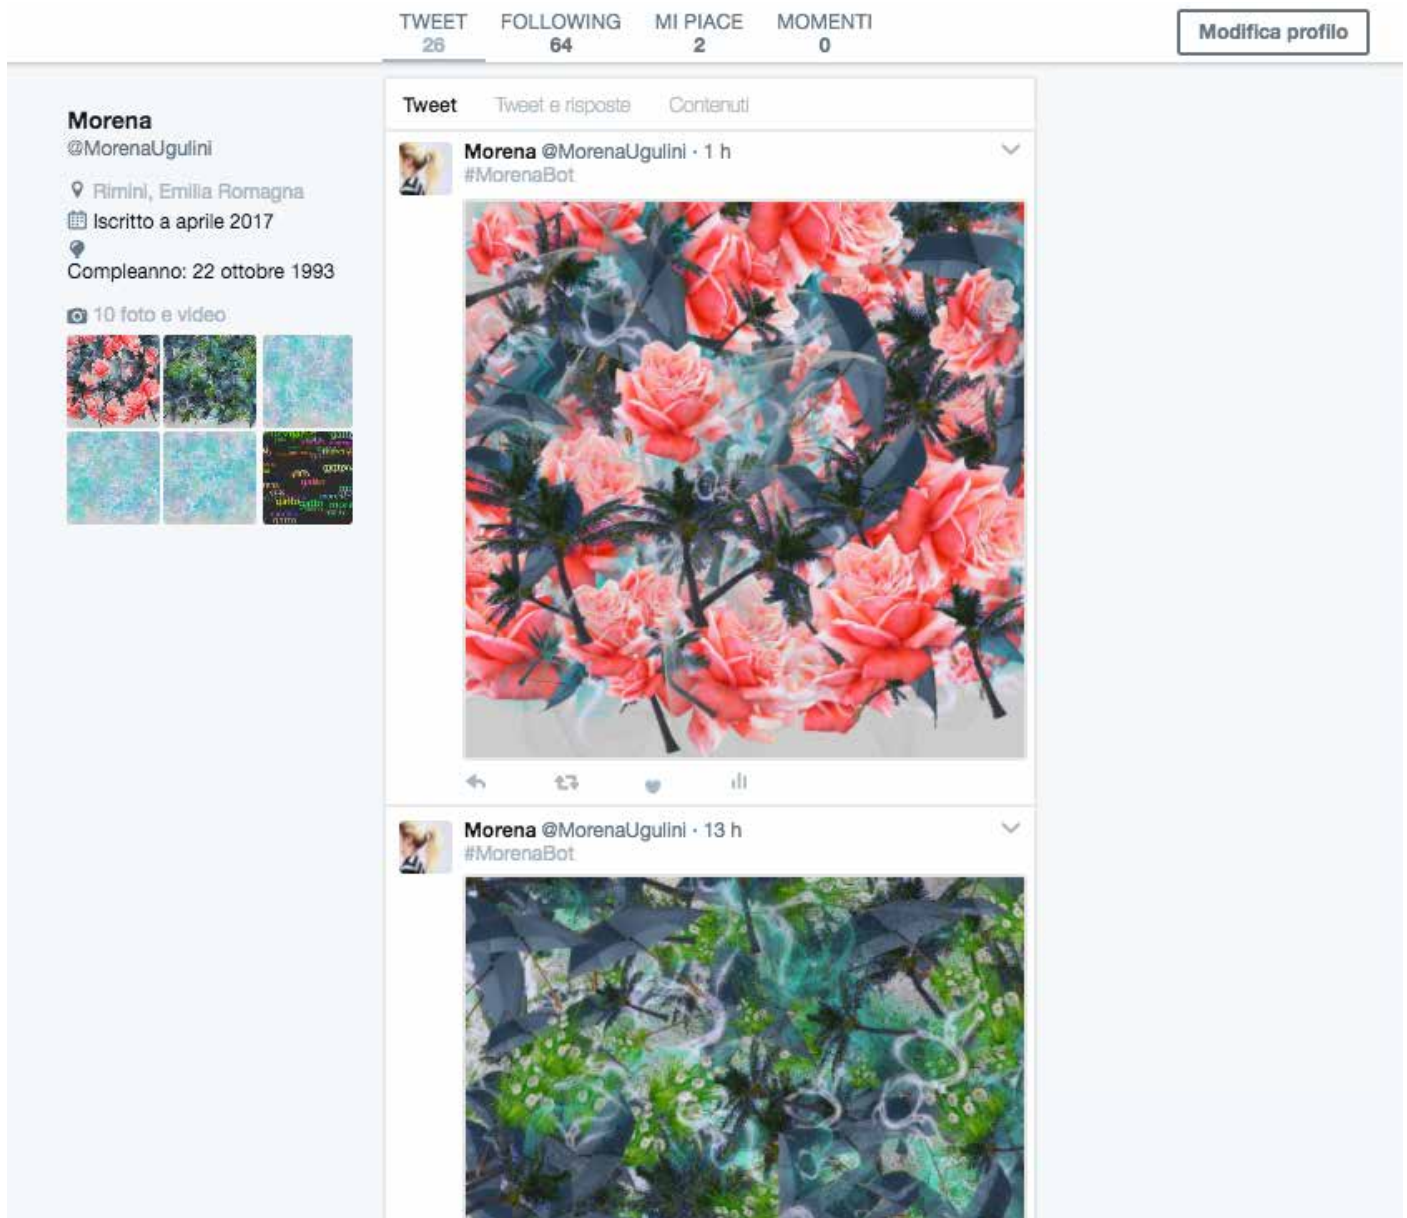 TWEET FOLLOWING MI PIACE MOMENTI
26 64 2 0
Modifica profilo
Morena
@MorenaUgulini
Rimini, Emilia Romagna
Iscritto a aprile 2017
Compleanno: 22 ottobre 1993
10 foto e video
Tweet Tweet e risposte Contenuti
Morena @MorenaUgulini · 1 h
#MorenaBot
Morena @MorenaUgulini · 13 h
#MorenaBot